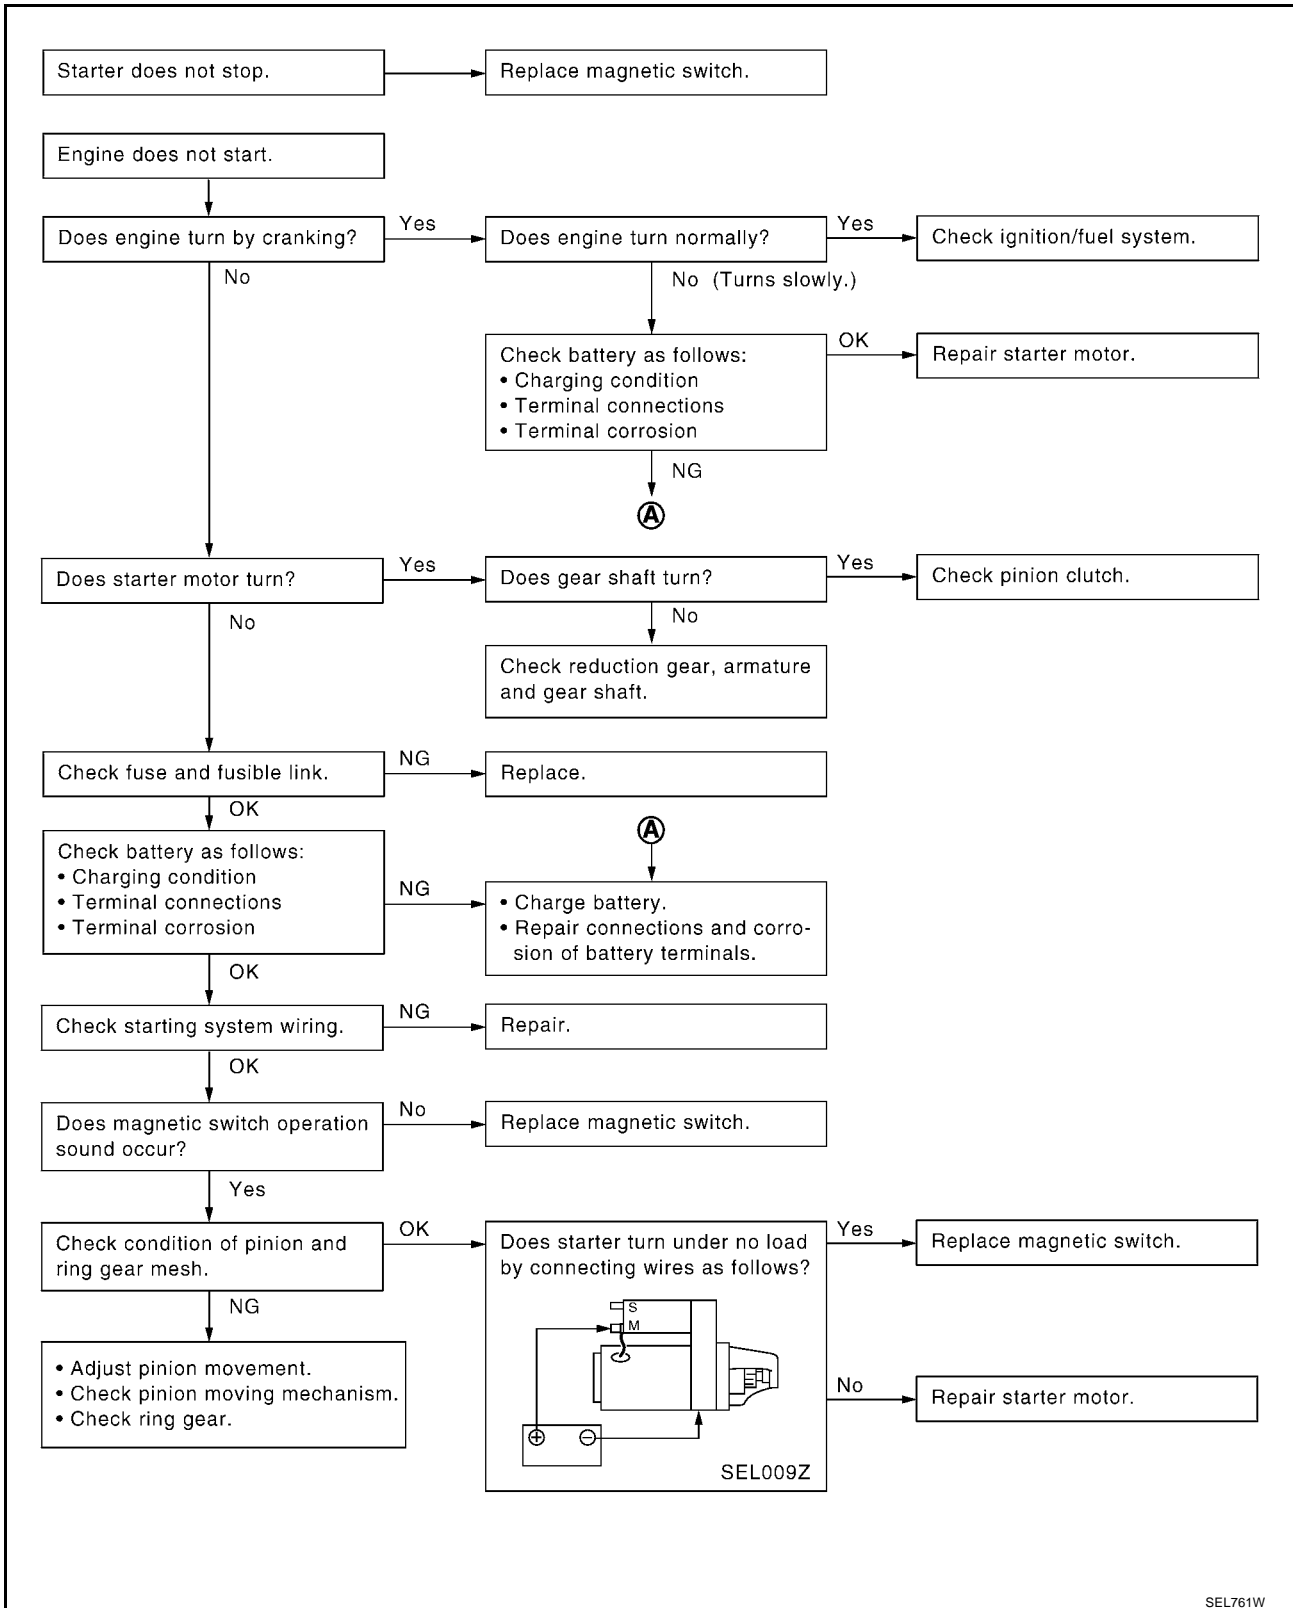 Starter does not stop.
Replace magnetic switch.
Engine does not start.
Does engine turn by cranking?
Yes
Does engine turn normally?
Yes
Check ignition/fuel system.
No
No (Turns slowly.)
Check battery as follows:
• Charging condition
• Terminal connections
• Terminal corrosion
OK
Repair starter motor.
NG
A
Does starter motor turn?
Yes
Does gear shaft turn?
Yes
Check pinion clutch.
No
No
Check reduction gear, armature
and gear shaft.
Check fuse and fusible link.
NG
Replace.
OK
A
Check battery as follows:
• Charging condition
• Terminal connections
• Terminal corrosion
NG
• Charge battery.
• Repair connections and corro-
sion of battery terminals.
OK
Check starting system wiring.
NG
Repair.
OK
Does magnetic switch operation
sound occur?
No
Replace magnetic switch.
Yes
Check condition of pinion and
ring gear mesh.
OK
Does starter turn under no load
by connecting wires as follows?
S
M
+ −
SEL009Z
Yes
Replace magnetic switch.
No
Repair starter motor.
NG
• Adjust pinion movement.
• Check pinion moving mechanism.
• Check ring gear.
SEL761W